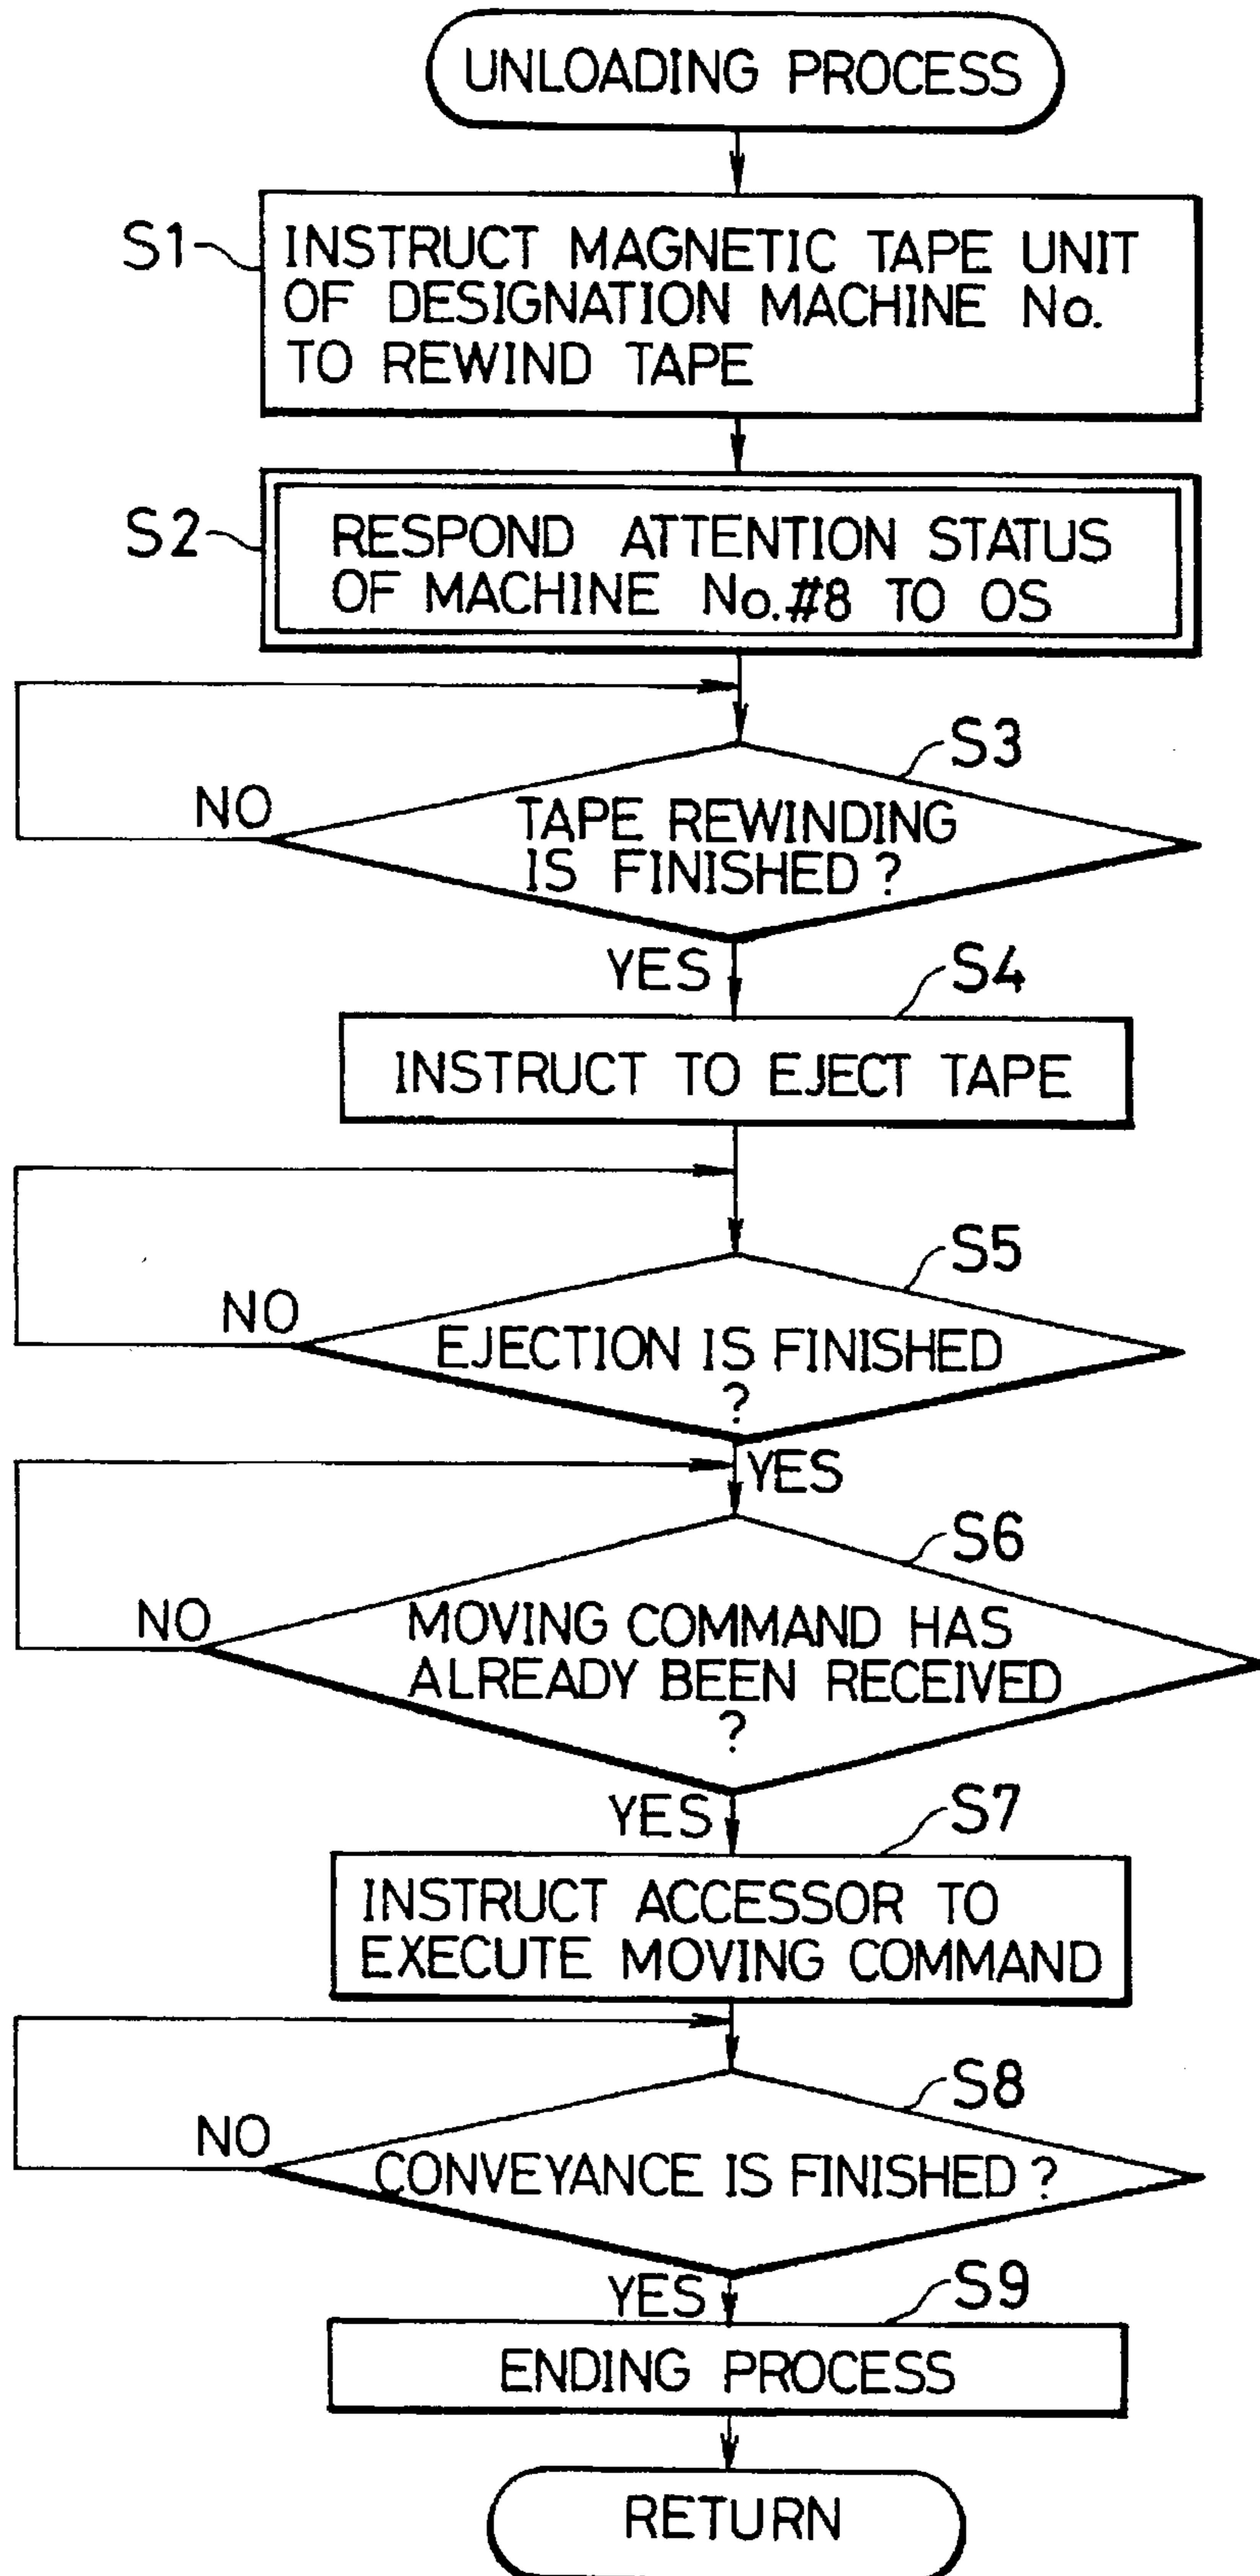 UNLOADING PROCESS
S1
INSTRUCT MAGNETIC TAPE UNIT
OF DESIGNATION MACHINE No.
TO REWIND TAPE
S2
RESPOND ATTENTION STATUS
OF MACHINE No.#8 TO OS
S3
NO
TAPE REWINDING
IS FINISHED ?
YES
S4
INSTRUCT TO EJECT TAPE
S5
NO
EJECTION IS FINISHED
?
YES
S6
NO
MOVING COMMAND HAS
ALREADY BEEN RECEIVED
?
YES
S7
INSTRUCT ACCESSOR TO
EXECUTE MOVING COMMAND
S8
NO
CONVEYANCE IS FINISHED ?
YES
S9
ENDING PROCESS
RETURN